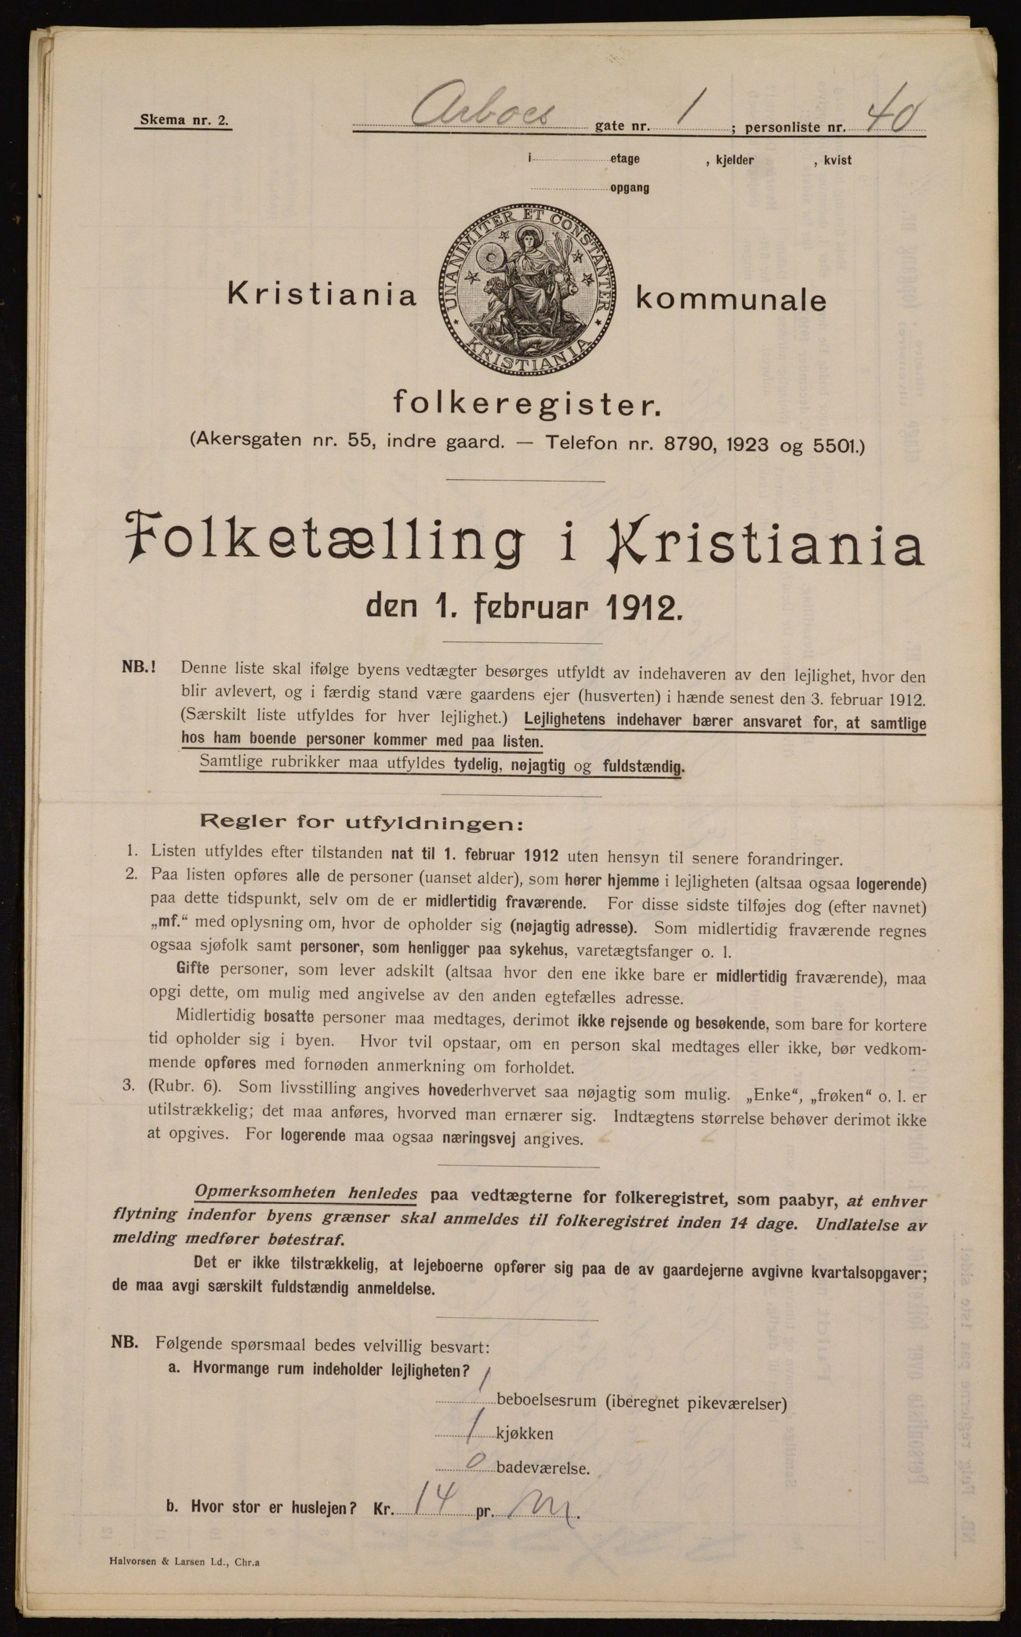 Skema nr. 2.
Arboes gate nr. 1 ; personliste nr. 40
i etage , kjelder , kvist
opgang
UNANIMITER ET CONSTANTER
KRISTIANIA
Kristiania kommunale
folkeregister.
(Akersgaten nr. 55, indre gaard. — Telefon nr. 8790, 1923 og 5501.)
Folketælling i Kristiania
den 1. februar 1912.
NB.! Denne liste skal ifølge byens vedtægter besørges utfyldt av indehaveren av den lejlighet, hvor den
blir avlevert, og i færdig stand være gaardens ejer (husverten) i hænde senest den 3. februar 1912.
(Særskilt liste utfyldes for hver lejlighet.) Lejlighetens indehaver bærer ansvaret for, at samtlige
hos ham boende personer kommer med paa listen.
Samtlige rubrikker maa utfyldes tydelig, nøjagtig og fuldstændig.
Regler for utfyldningen:
1. Listen utfyldes efter tilstanden nat til 1. februar 1912 uten hensyn til senere forandringer.
2. Paa listen opføres alle de personer (uanset alder), som hører hjemme i lejligheten (altsaa ogsaa logerende)
paa dette tidspunkt, selv om de er midlertidig fraværende. For disse sidste tilføjes dog (efter navnet)
„mf.“ med oplysning om, hvor de opholder sig (nøjagtig adresse). Som midlertidig fraværende regnes
ogsaa sjøfolk samt personer, som henligger paa sykehus, varetægtsfanger o. l.
Gifte personer, som lever adskilt (altsaa hvor den ene ikke bare er midlertidig fraværende), maa
opgi dette, om mulig med angivelse av den anden egtefælles adresse.
Midlertidig bosatte personer maa medtages, derimot ikke rejsende og besøkende, som bare for kortere
tid opholder sig i byen. Hvor tvil opstaar, om en person skal medtages eller ikke, bør vedkom-
mende opføres med fornøden anmerkning om forholdet.
3. (Rubr. 6). Som livsstilling angives hovederhvervet saa nøjagtig som mulig. „Enke“, „frøken“ o. l. er
utilstrækkelig; det maa anføres, hvorved man ernærer sig. Indtægtens størrelse behøver derimot ikke
at opgives. For logerende maa ogsaa næringsvej angives.
Opmerksomheten henledes paa vedtægterne for folkeregistret, som paabyr, at enhver
flytning indenfor byens grænser skal anmeldes til folkeregistret inden 14 dage. Undlatelse av
melding medfører bøtestraf.
Det er ikke tilstrækkelig, at lejeboerne opfører sig paa de av gaardejerne avgivne kvartalsopgaver;
de maa avgi særskilt fuldstændig anmeldelse.
NB. Følgende spørsmaal bedes velvillig besvart:
a. Hvormange rum indeholder lejligheten?
1 beboelsesrum (iberegnet pikeværelser)
1 kjøkken
0 badeværelse.
b. Hvor stor er huslejen? Kr. 14 pr. M.
Halvorsen & Larsen Ld., Chr.a